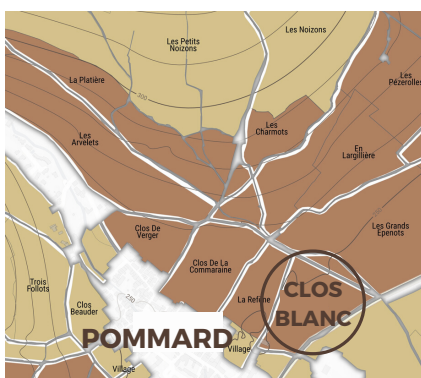 Les Petits
Noizons
Les Noizons
La Platière
Les
Pézerolles
300
Les
Charmots
Les
Arvelets
En
Largillière
Clos De
Verger
Les Grands
Epenots
Clos De La
Commaraine
Trois
Follots
Clos
Beauder
250
La Refène
CLOS
BLANC
POMMARD
Village
Village